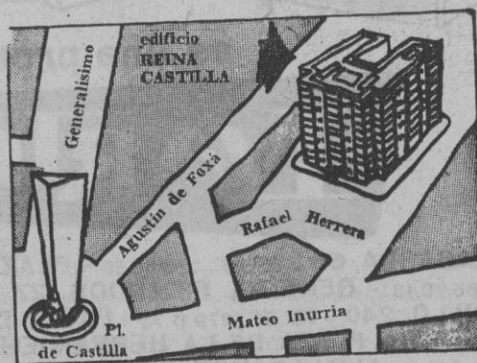 edificio
REINA
CASTILLA
Generalísimo
Agustín de Foxá
Rafael Herrera
Mateo Inurria
Pl.
de Castilla